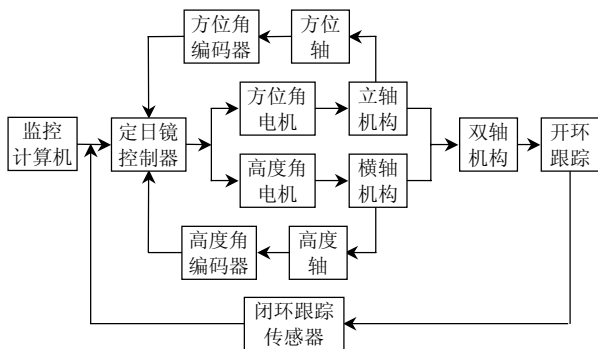 方位角
编码器
方位
轴
方位角
电机
立轴
机构
监控
计算机
定日镜
控制器
双轴
机构
开环
跟踪
高度角
电机
横轴
机构
高度角
编码器
高度
轴
闭环跟踪
传感器